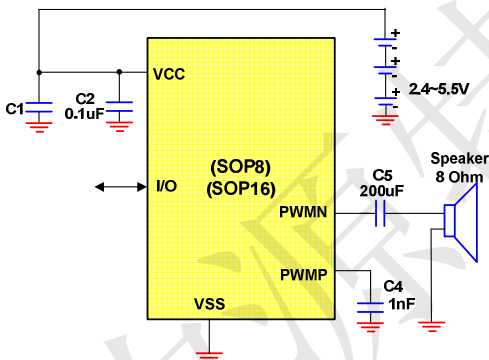 VCC
C1
C2
0.1uF
+
-
+
-
+
-
2.4~5.5V
(SOP8)
(SOP16)
I/O
C5
200uF
Speaker
8 Ohm
PWMN
PWMP
C4
1nF
VSS